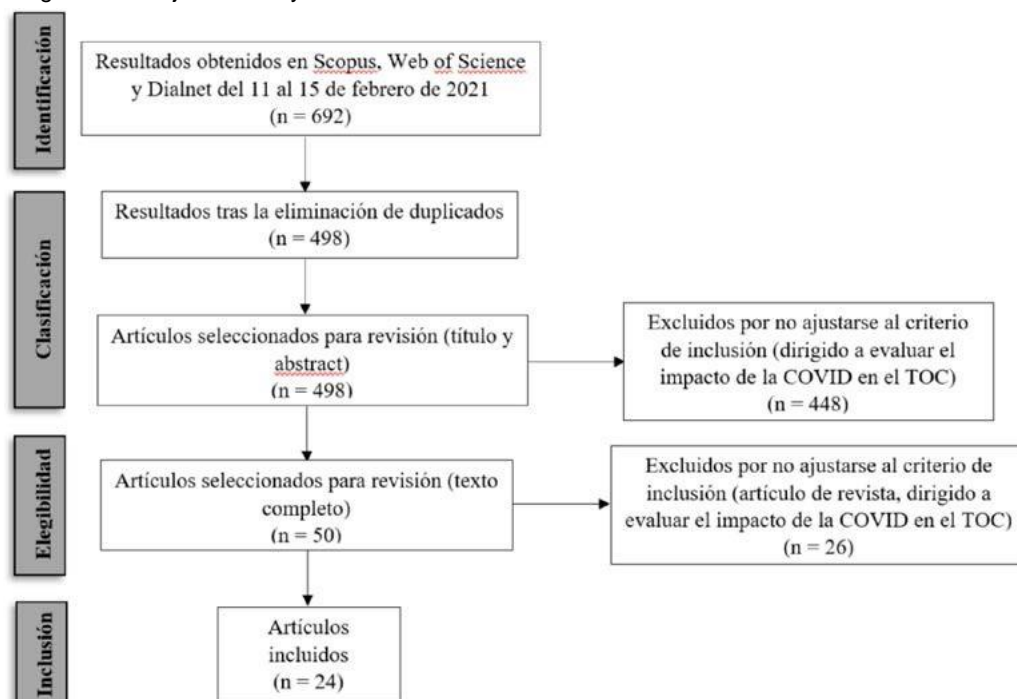 Identificación
Resultados obtenidos en Scopus, Web of Science
y Dialnet del 11 al 15 de febrero de 2021
(n = 692)
Clasificación
Resultados tras la eliminación de duplicados
(n = 498)
Artículos seleccionados para revisión (título y
abstract)
(n = 498)
Excluidos por no ajustarse al criterio
de inclusión (dirigido a evaluar el
impacto de la COVID en el TOC)
(n = 448)
Elegibilidad
Artículos seleccionados para revisión (texto
completo)
(n = 50)
Excluidos por no ajustarse al criterio de
inclusión (artículo de revista, dirigido a
evaluar el impacto de la COVID en el TOC)
(n = 26)
Inclusión
Artículos
incluidos
(n = 24)